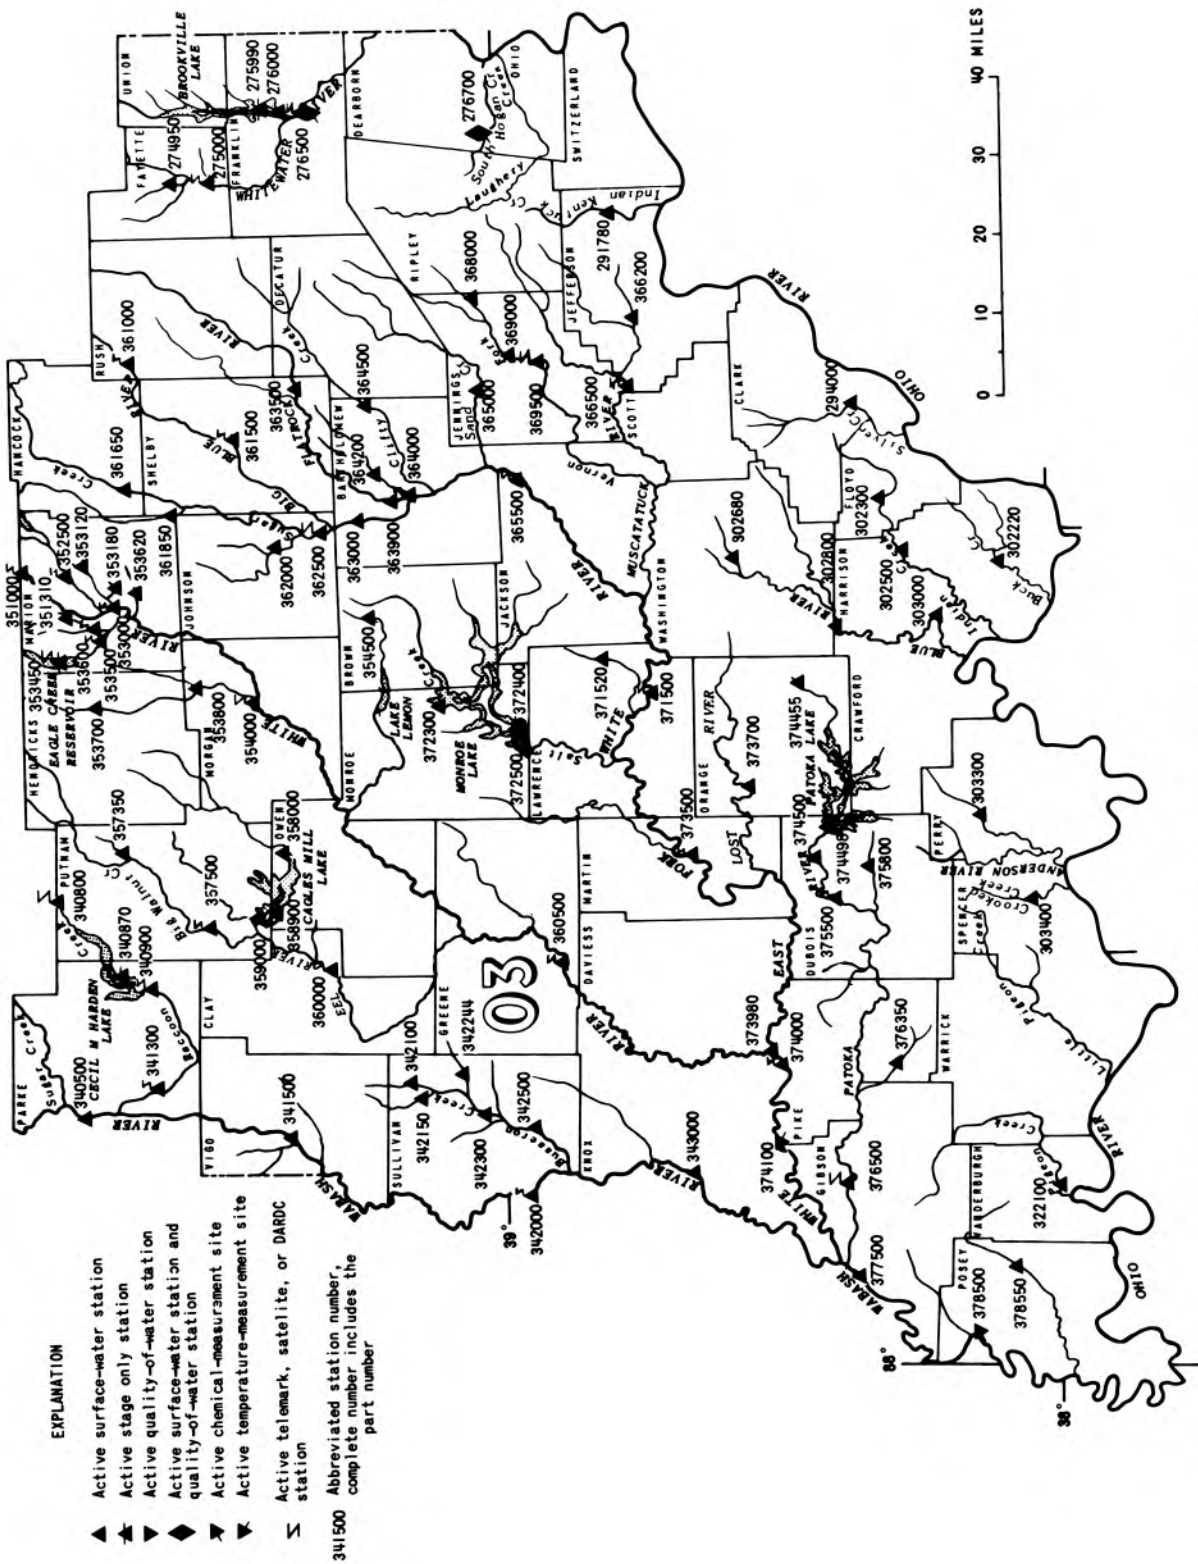 EXPLANATION
Active surface-water station
Active stage only station
Active quality-of-water station
Active surface-water station and
quality-of-water station
Active chemical-measurement site
Active temperature-measurement site
Active telemark, satellite, or DARDC
station
341500 Abbreviated station number,
complete number includes the
part number
PARKE
Sugar Creek
340500
CECIL M HARDEN
LAKE
341300
Raccoon
Creek
340800
340870
340900
PUTNAM
357350
Big Walnut Cr
357500
HENDRICKS
EAGLE CREEK
RESERVOIR
353450
353700
353600
353500
353000
MARION
351000
351310
352500
353120
353180
353620
HANCOCK
Creek
361650
SHELBY
361850
RUSH
361000
RIVER
BLUE
361500
BIG
Sugar
RIVER
FLATROCK
363500
FAYETTE
274950
275000
UNION
BROOKVILLE
LAKE
275990
276000
FRANKLIN
WHITEWATER
RIVER
276500
DEARBORN
276700
South Hogan Cr
Creek
OHIO
Laughery
SWITZERLAND
DECATUR
Creek
364500
BARTHOLOMEW
364200
Clifty
364000
RIPLEY
368000
JENNINGS
Sand Cr
365000
Fork
369000
369500
JEFFERSON
Indian
Kentuck
Cr
291780
366200
366500
RIVER
SCOTT
Vernon
MUSCATATUCK
CLARK
294000
Silver Cr
OHIO
RIVER
FLOYD
302300
302680
302800
HARRISON
302500
303000
Indian
Cr
BLUE
RIVER
Buck
Cr
302220
WASHINGTON
JACKSON
365500
RIVER
JOHNSON
362000
362500
363000
363900
MORGAN
353800
354000
WHITE
RIVER
BROWN
354500
MONROE
LAKE
LEMON
372300
Creek
MONROE
LAKE
372400
372500
LAWRENCE
Salt
WHITE
371520
371500
ORANGE
RIVER
373700
373500
LOST
FORK
PATOKA LAKE
374455
CRAWFORD
374500
374498
RIVER
375800
375500
DUBOIS
EAST
MARTIN
DAVIESS
OWEN
358000
CAGLES MILL
LAKE
358900
359000
RIVER
360000
EEL
CLAY
VIGO
341500
RIVER
WABASH
SULLIVAN
342150
342100
342244
GREENE
03
360500
RIVER
342300
342500
Busseron
Creek
39°
342000
KNOX
RIVER
343000
373980
374000
374100
PIKE
PATOKA
376350
WARRICK
WHITE
GIBSON
376500
377500
WABASH
POSEY
378500
378550
88°
38°
VANDERBURGH
322100
Pigeon
Creek
RIVER
OHIO
Little
Pigeon
Creek
SPENCER
Crooked
Creek
303400
ANDERSON RIVER
PERRY
303300
0 10 20 30 40 MILES